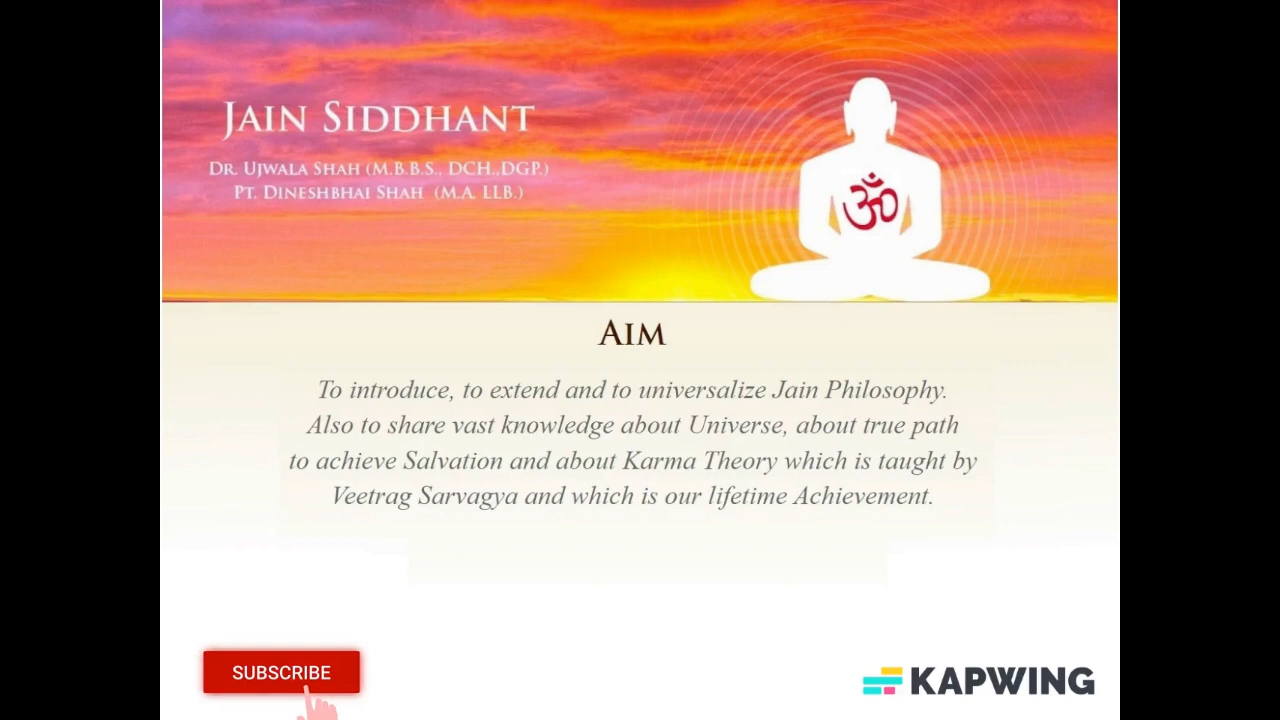 JAIN SIDDHANT
DR. UJWALA SHAH (M.B.B.S., DCH.,DGP.)
PT. DINESHBHAI SHAH (M.A. LLB.)
ॐ
AIM
To introduce, to extend and to universalize Jain Philosophy.
Also to share vast knowledge about Universe, about true path
to achieve Salvation and about Karma Theory which is taught by
Veetrag Sarvagya and which is our lifetime Achievement.
SUBSCRIBE
KAPWING